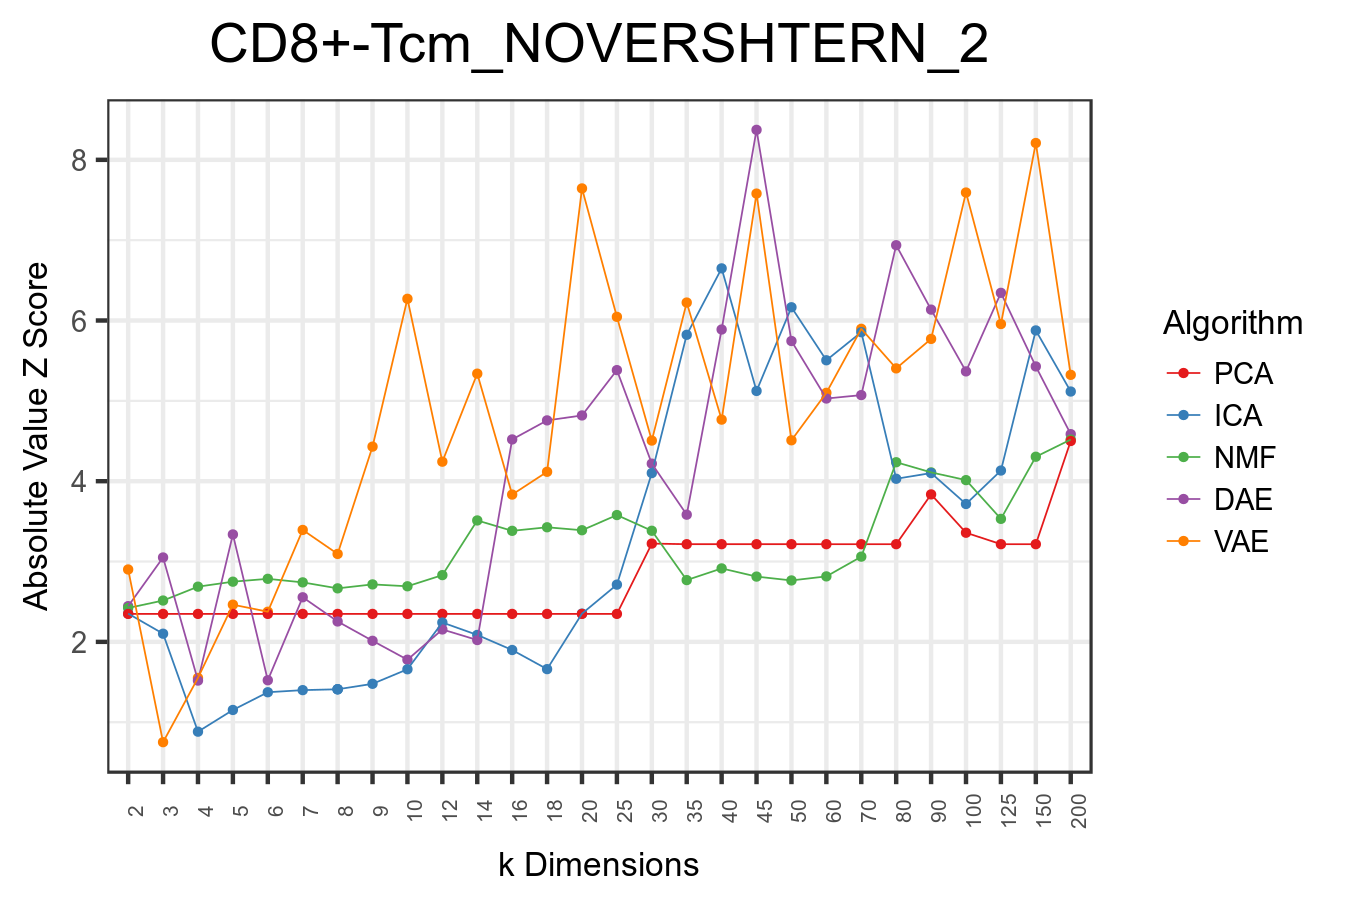 CD8+-Tcm_NOVERSHTERN_2
Absolute Value Z Score
8
6
4
2
2 3 4 5 6 7 8 9 10 12 14 16 18 20 25 30 35 40 45 50 60 70 80 90 100 125 150 200
k Dimensions
Algorithm
PCA
ICA
NMF
DAE
VAE